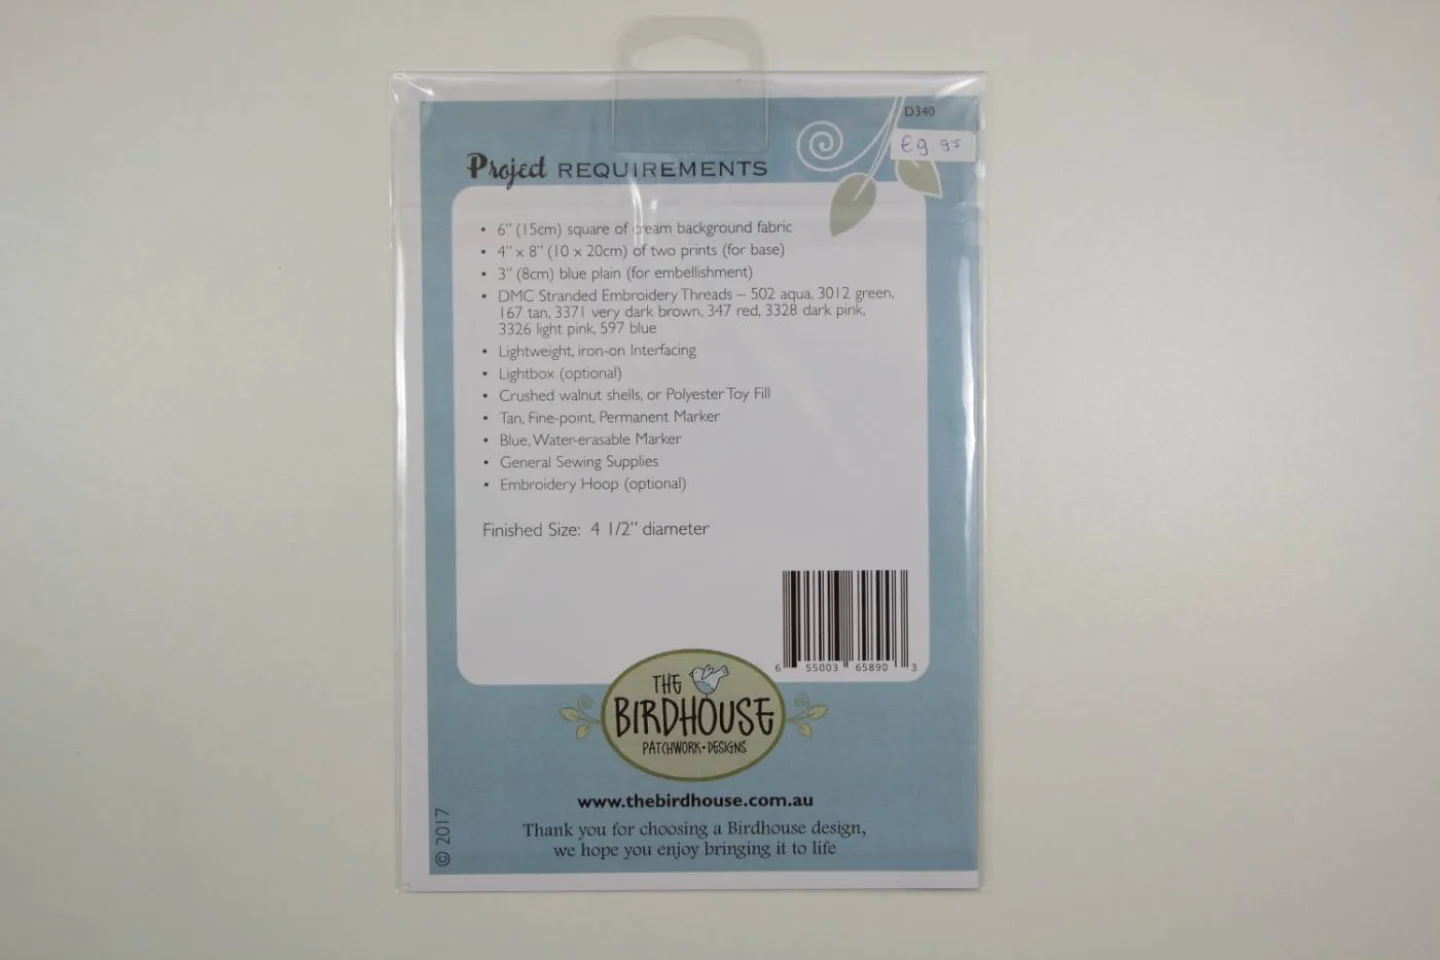 D340
€9.95
Project REQUIREMENTS
• 6" (15cm) square of cream background fabric
• 4" x 8" (10 x 20cm) of two prints (for base)
• 3" (8cm) blue plain (for embellishment)
• DMC Stranded Embroidery Threads – 502 aqua, 3012 green,
167 tan, 3371 very dark brown, 347 red, 3328 dark pink,
3326 light pink, 597 blue
• Lightweight, iron-on Interfacing
• Lightbox (optional)
• Crushed walnut shells, or Polyester Toy Fill
• Tan, Fine-point, Permanent Marker
• Blue, Water-erasable Marker
• General Sewing Supplies
• Embroidery Hoop (optional)
Finished Size: 4 1/2" diameter
6 55003 65890 3
THE
BIRDHOUSE
PATCHWORK•DESIGNS
www.thebirdhouse.com.au
Thank you for choosing a Birdhouse design,
we hope you enjoy bringing it to life
© 2017